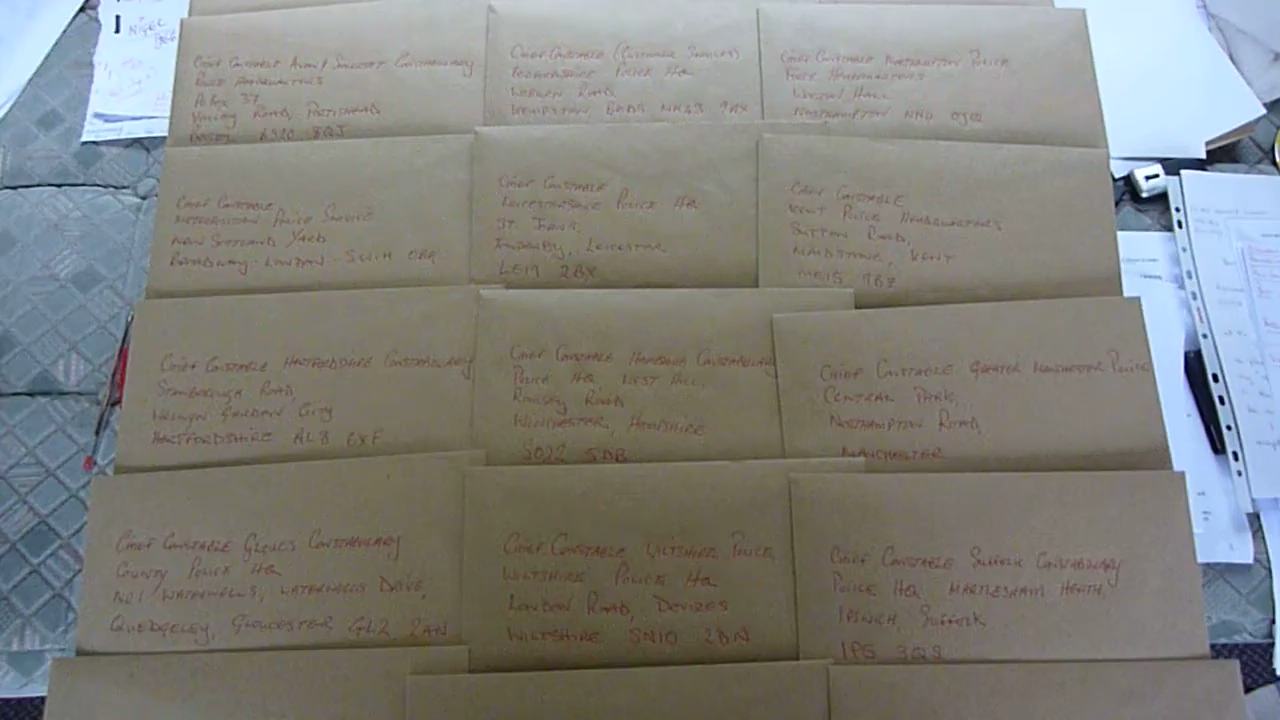 CHIEF CONSTABLE AVON & SOMERSET CONSTABULARY
POLICE HEADQUARTERS
PO BOX 37
VALLEY ROAD, PORTISHEAD
BS20 8QJ
CHIEF CONSTABLE (CUSTOMER SERVICES)
BEDFORDSHIRE POLICE HQ
WOBURN ROAD
KEMPSTON BEDS MK43 9AX
CHIEF CONSTABLE NORTHAMPTON POLICE
POLICE HEADQUARTERS
WOOTTON HALL
NORTHAMPTON NN4 0JQ
CHIEF CONSTABLE
METROPOLITAN POLICE SERVICE
NEW SCOTLAND YARD
BROADWAY - LONDON - SW1H 0BG
CHIEF CONSTABLE
LEICESTERSHIRE POLICE HQ
ST. JOHNS,
ENDERBY, LEICESTER
LE19 2BX
CHIEF CONSTABLE
KENT POLICE HEADQUARTERS
SUTTON ROAD,
MAIDSTONE, KENT
ME15 9BZ
CHIEF CONSTABLE HERTFORDSHIRE CONSTABULARY
STANBOROUGH ROAD,
WELWYN GARDEN CITY
HERTFORDSHIRE AL8 6XF
CHIEF CONSTABLE HAMPSHIRE CONSTABULARY
POLICE HQ, WEST HILL,
ROMSEY ROAD
WINCHESTER, HAMPSHIRE
SO22 5DB
CHIEF CONSTABLE GREATER MANCHESTER POLICE
CENTRAL PARK,
NORTHAMPTON ROAD,
MANCHESTER
CHIEF CONSTABLE GLOUCS CONSTABULARY
COUNTY POLICE HQ
NO1 WATERWELLS, WATERWELLS DRIVE,
QUEDGELEY, GLOUCESTER GL2 2AN
CHIEF CONSTABLE WILTSHIRE POLICE
WILTSHIRE POLICE HQ
LONDON ROAD, DEVIZES
WILTSHIRE SN10 2DN
CHIEF CONSTABLE SUFFOLK CONSTABULARY
POLICE HQ MARTLESHAM HEATH,
IPSWICH, SUFFOLK
IP5 3QS